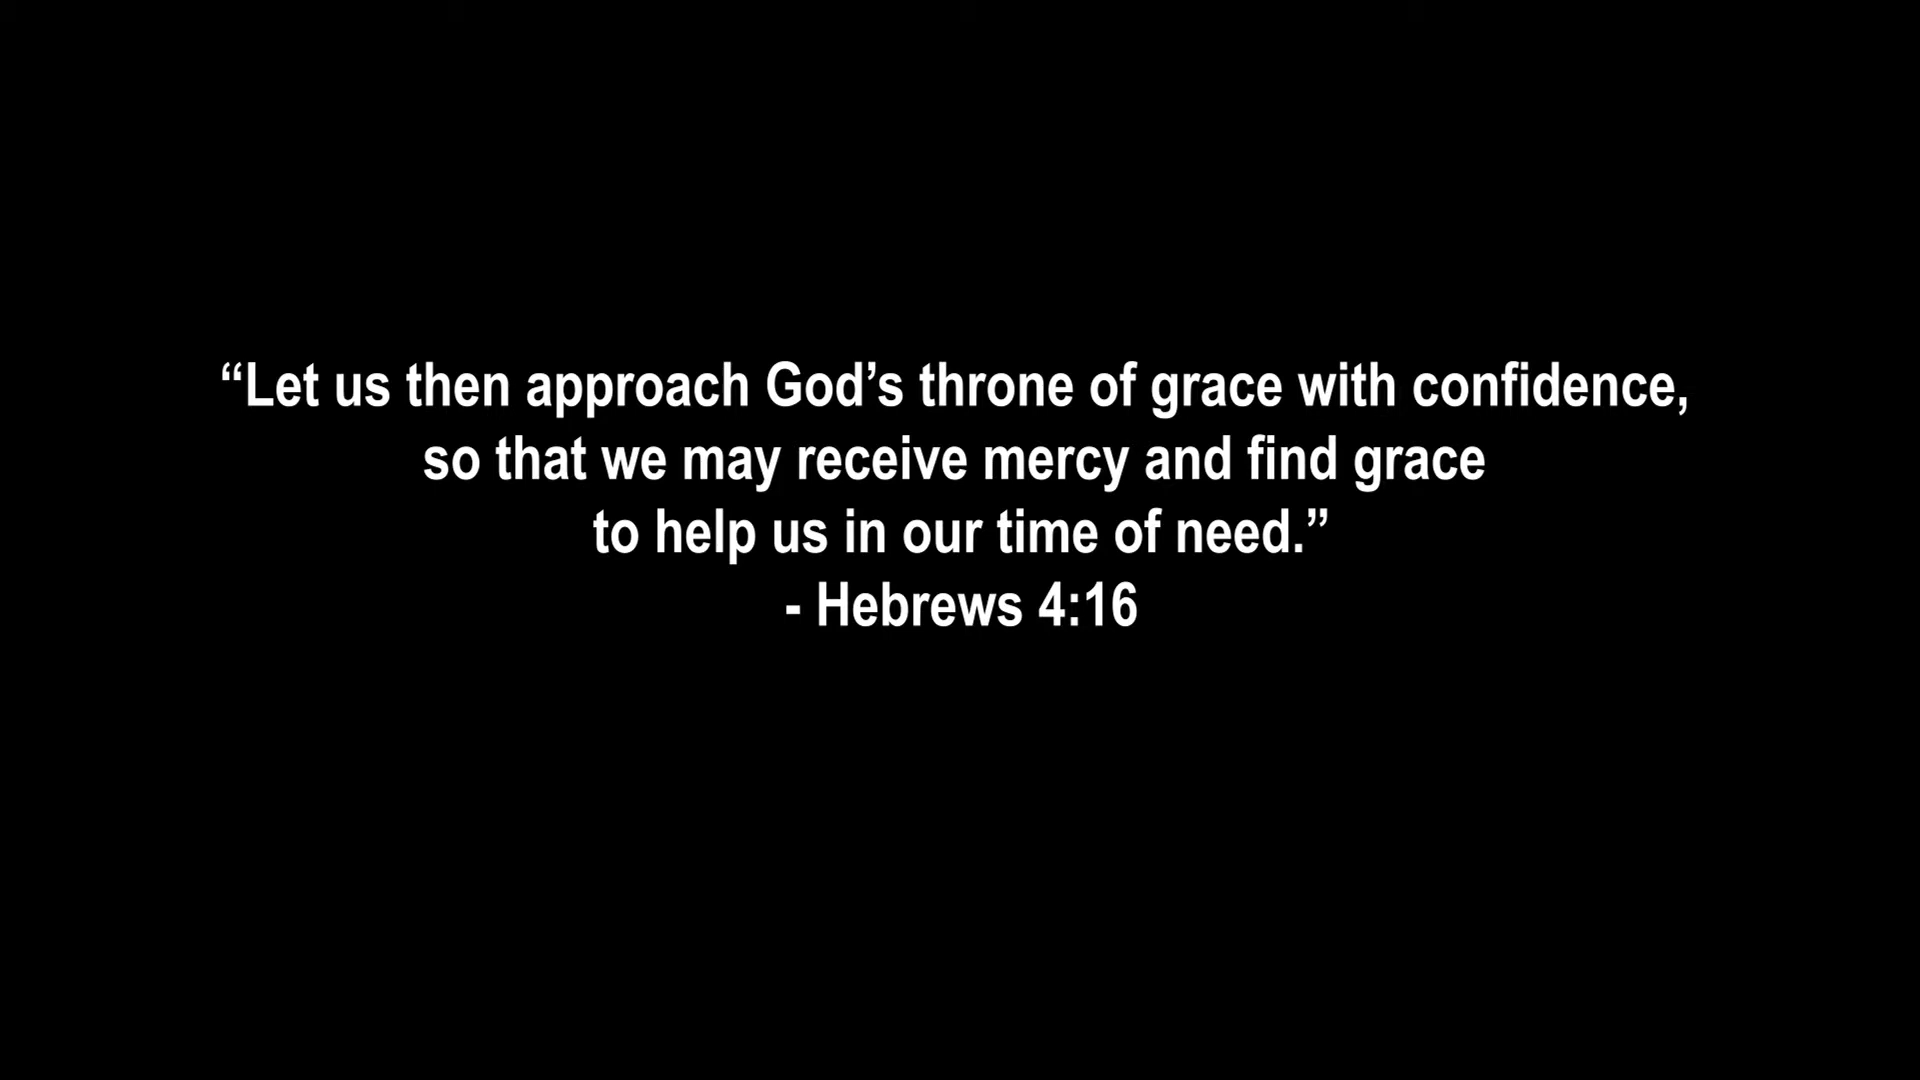 “Let us then approach God’s throne of grace with confidence,
so that we may receive mercy and find grace
to help us in our time of need.”
- Hebrews 4:16